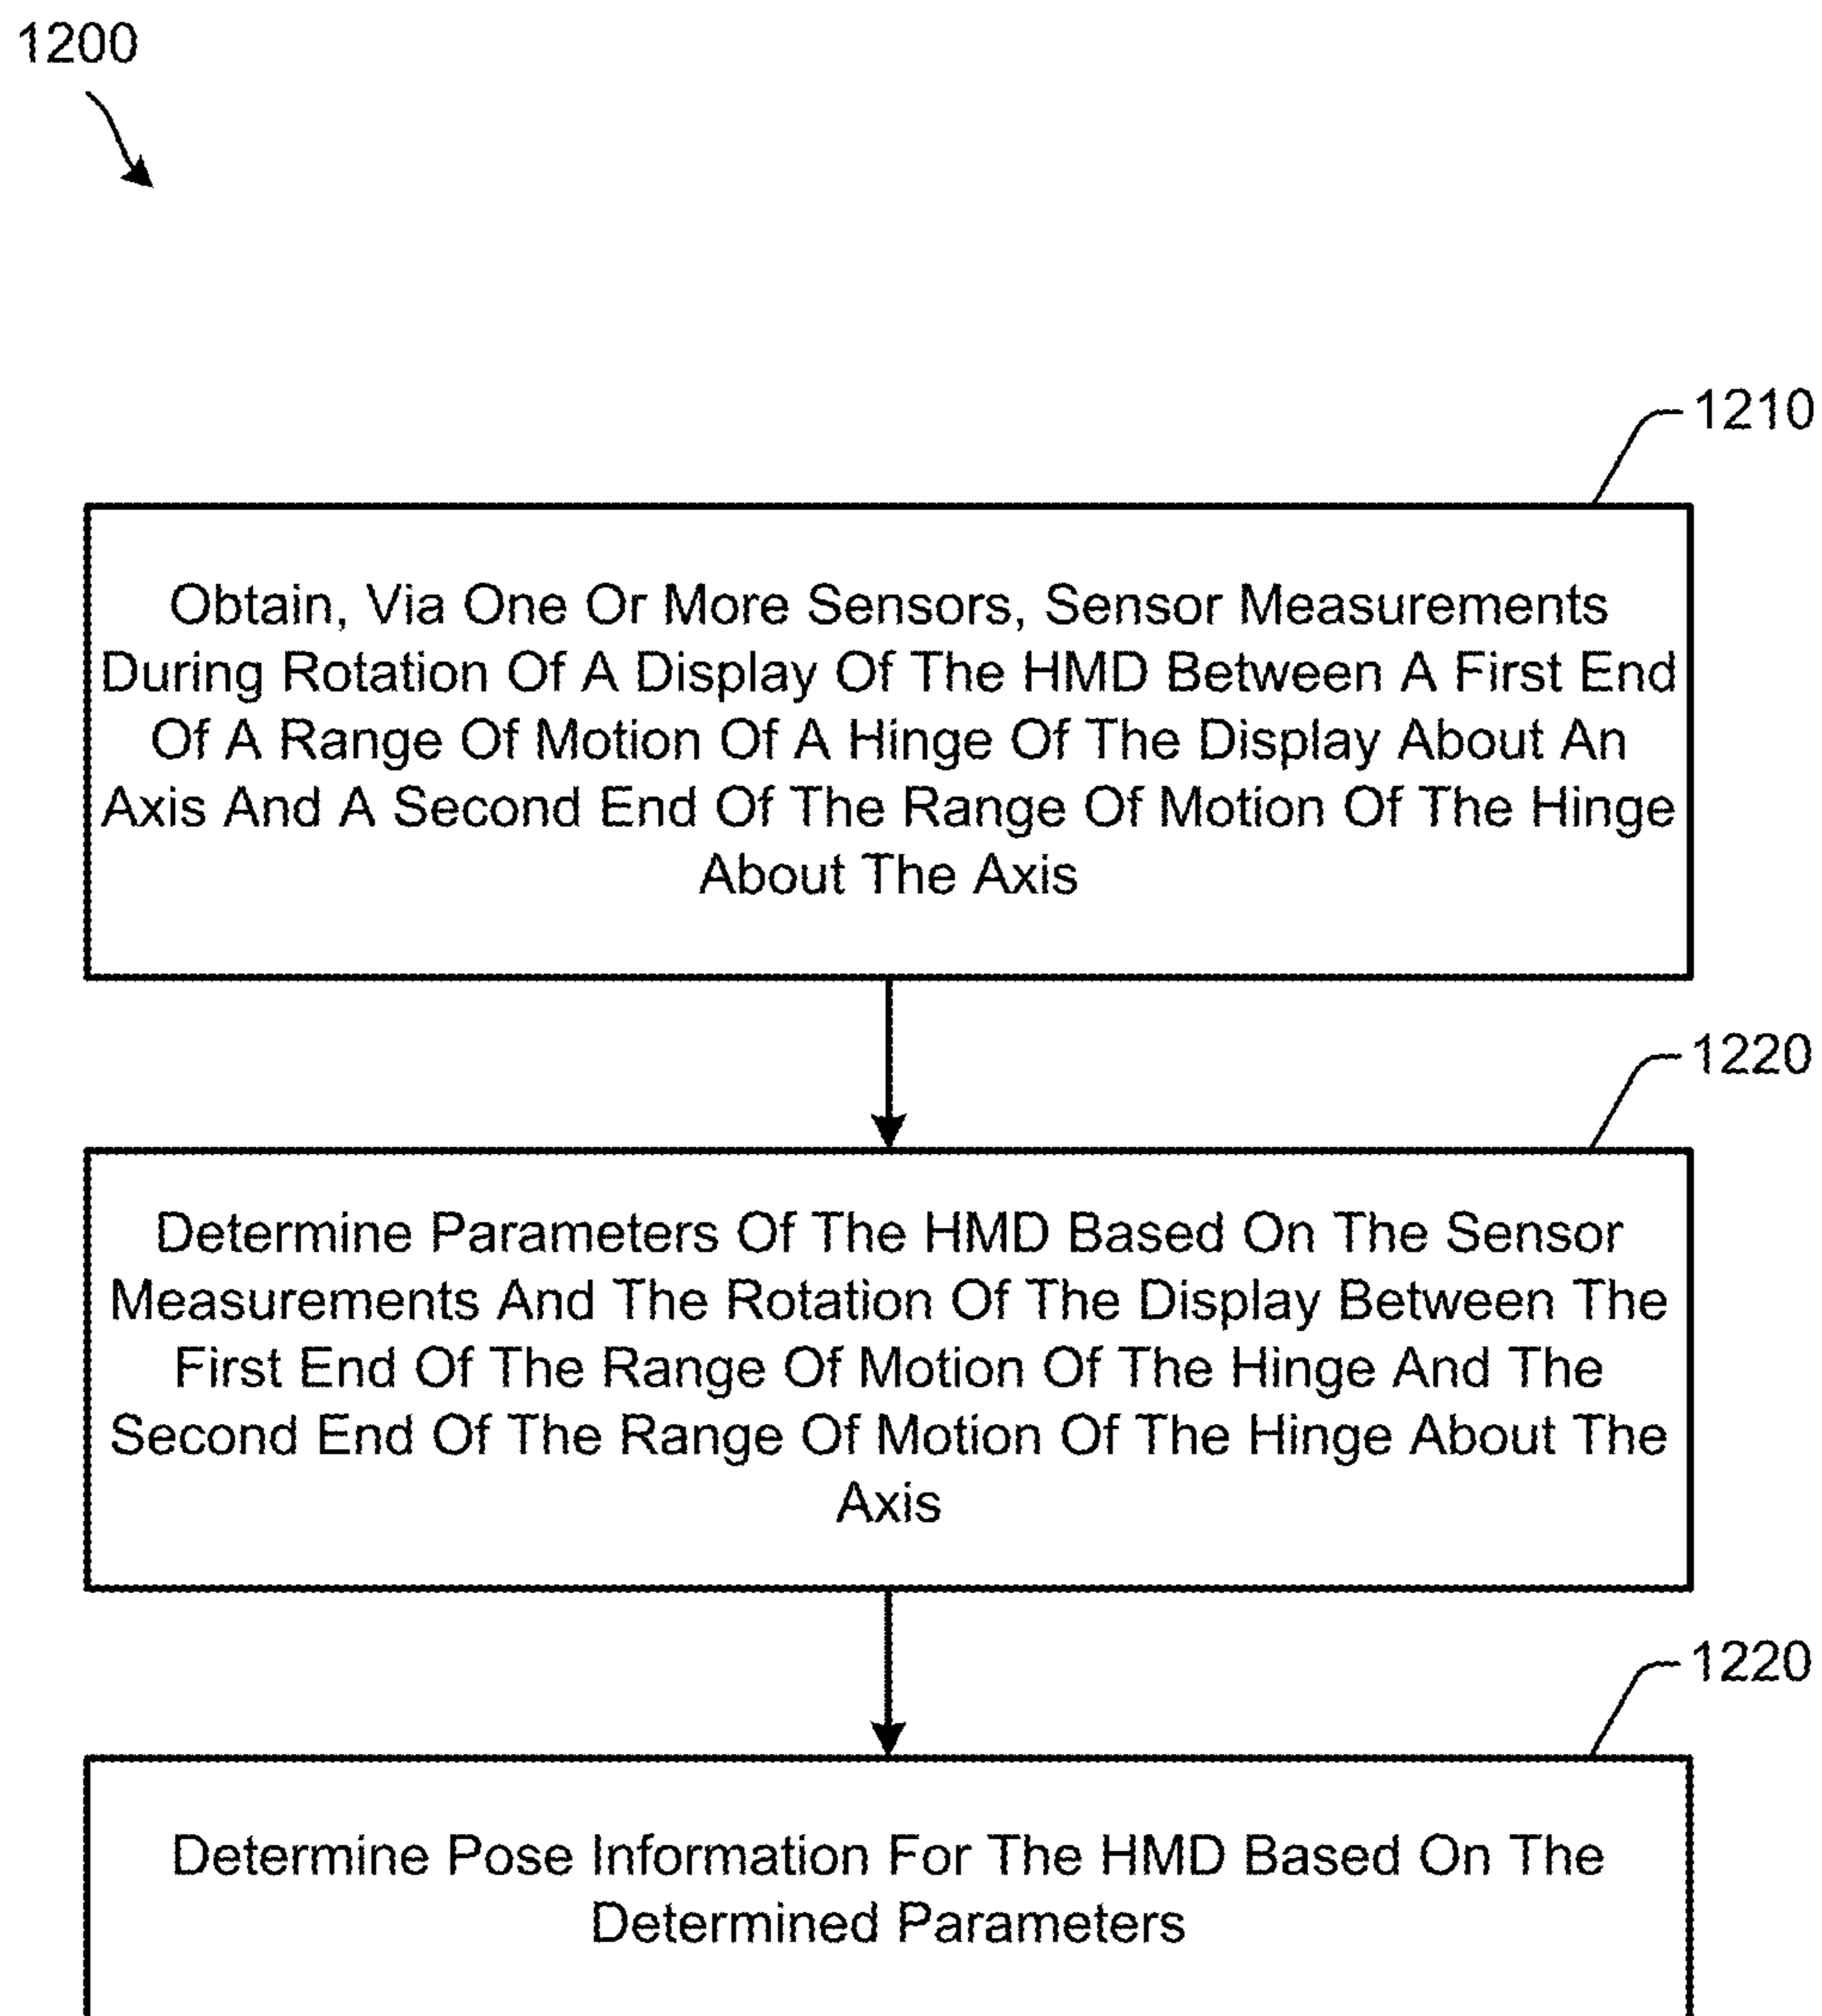 1200
1210
Obtain, Via One Or More Sensors, Sensor Measurements
During Rotation Of A Display Of The HMD Between A First End
Of A Range Of Motion Of A Hinge Of The Display About An
Axis And A Second End Of The Range Of Motion Of The Hinge
About The Axis
1220
Determine Parameters Of The HMD Based On The Sensor
Measurements And The Rotation Of The Display Between The
First End Of The Range Of Motion Of The Hinge And The
Second End Of The Range Of Motion Of The Hinge About The
Axis
1220
Determine Pose Information For The HMD Based On The
Determined Parameters